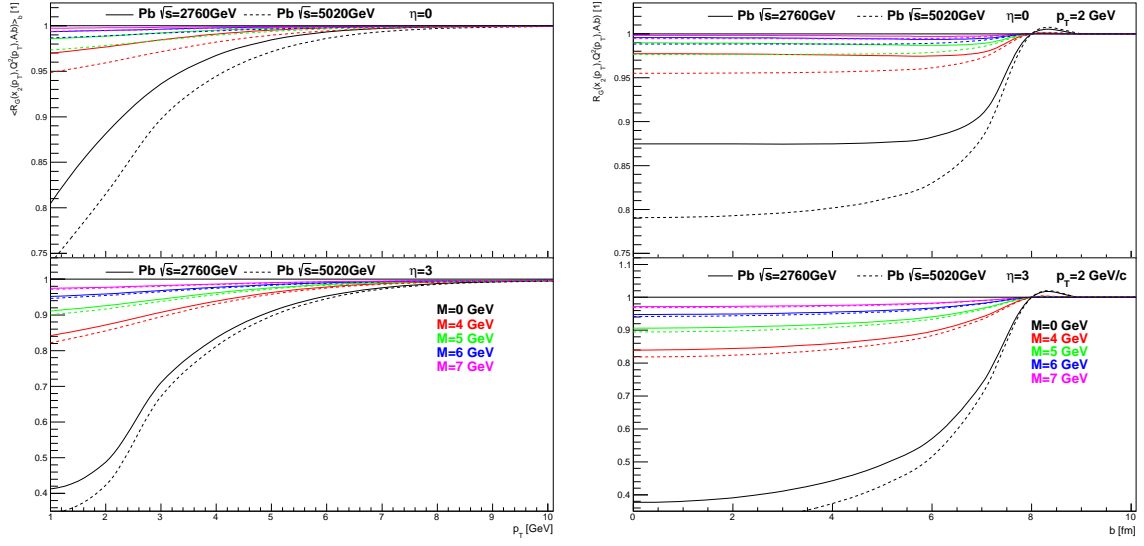 Pb √s=2760GeV Pb √s=5020GeV η=0
<R_G(x_2(p_T),Q²(p_T),A,b)>_b [1]
1
0.95
0.9
0.85
0.8
0.75
Pb √s=2760GeV Pb √s=5020GeV η=3
1
0.9
0.8
0.7
0.6
0.5
0.4
M=0 GeV
M=4 GeV
M=5 GeV
M=6 GeV
M=7 GeV
1 2 3 4 5 6 7 8 9 10
p_T [GeV]
Pb √s=2760GeV Pb √s=5020GeV η=0 p_T=2 GeV
R_G(x_2(p_T),Q²(p_T),A,b) [1]
1
0.95
0.9
0.85
0.8
0.75
Pb √s=2760GeV Pb √s=5020GeV η=3 p_T=2 GeV/c
1.1
1
0.9
0.8
0.7
0.6
0.5
0.4
M=0 GeV
M=4 GeV
M=5 GeV
M=6 GeV
M=7 GeV
0 2 4 6 8 10
b [fm]